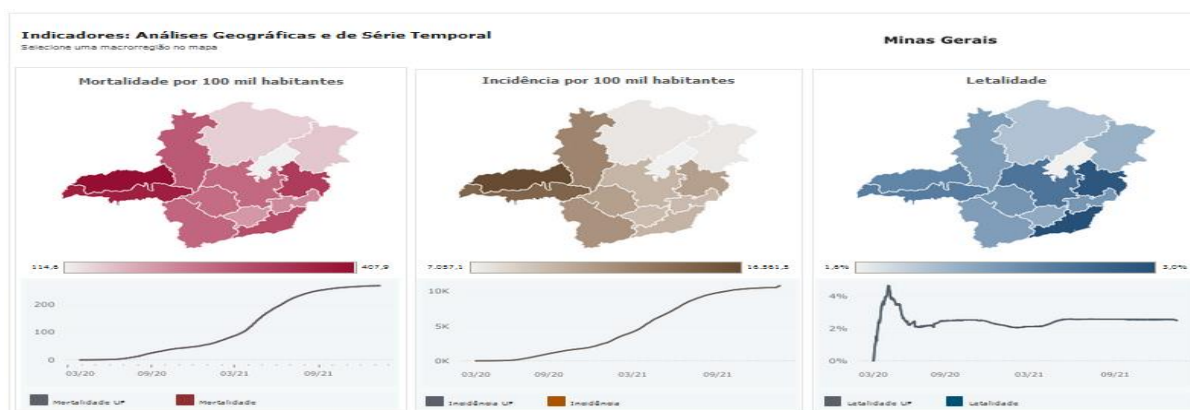 Indicadores: Análises Geográficas e de Série Temporal
Selecione uma macrorregião no mapa
Minas Gerais
Mortalidade por 100 mil habitantes
114,6
407,9
200
100
0
03/20
09/20
03/21
09/21
Mortalidade UF
Mortalidade
Incidência por 100 mil habitantes
7.057,1
16.561,5
10K
5K
0K
03/20
09/20
03/21
09/21
Incidência UF
Incidência
Letalidade
1,6%
3,0%
4%
2%
0%
03/20
09/20
03/21
09/21
Letalidade UF
Letalidade